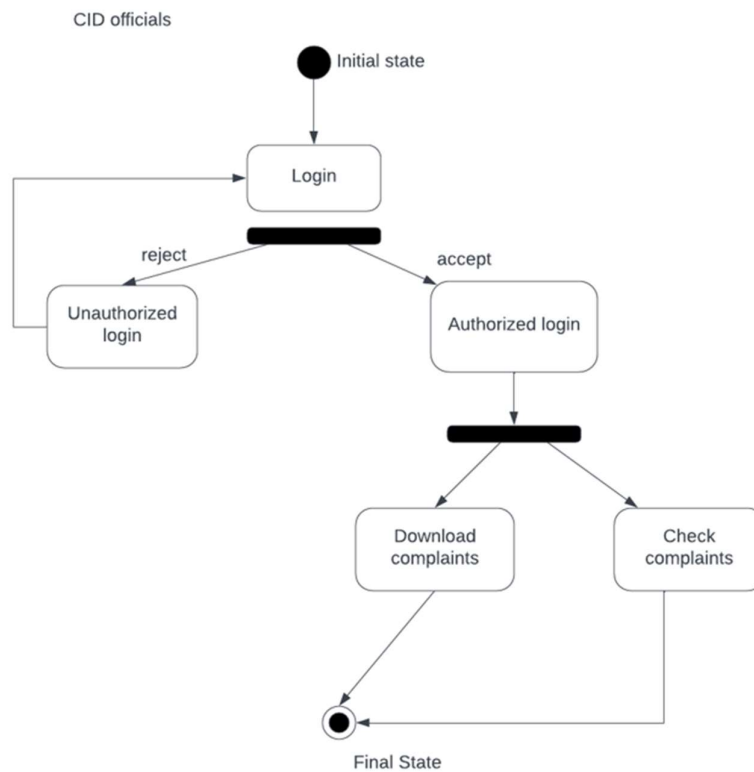 CID officials
Initial state
Login
reject
accept
Unauthorized
login
Authorized login
Download
complaints
Check
complaints
Final State